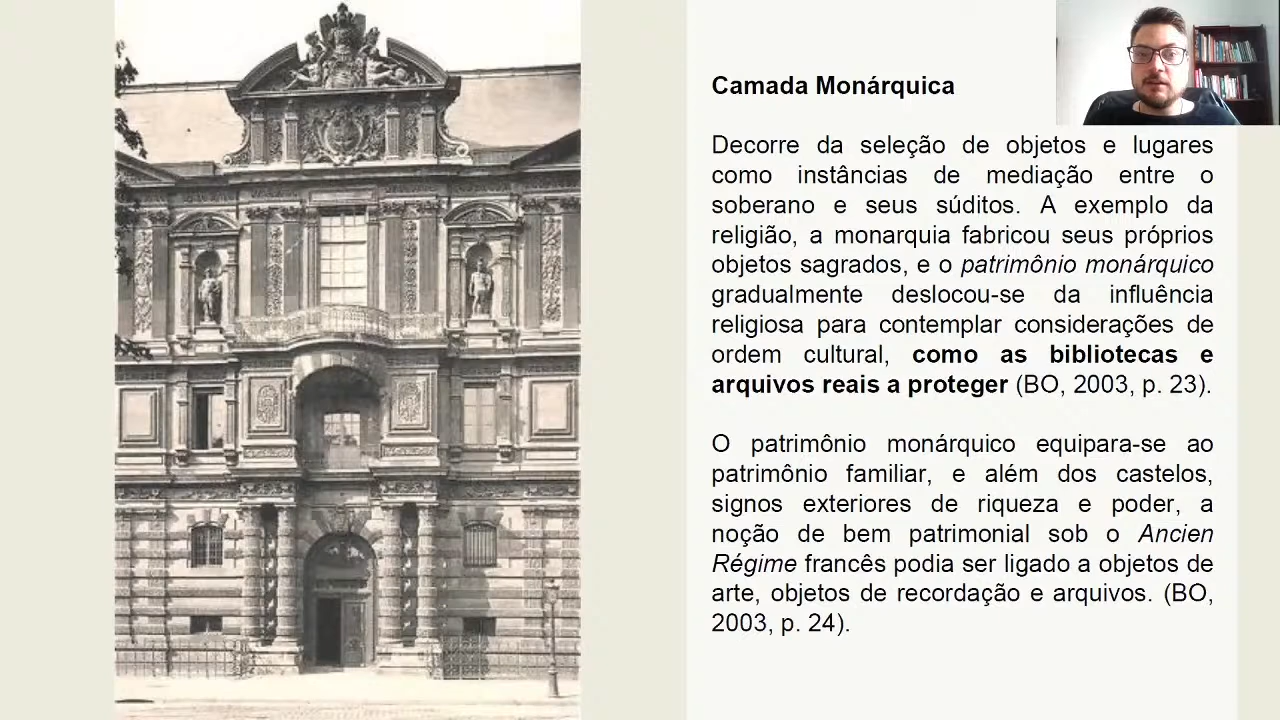 Camada Monárquica
Decorre da seleção de objetos e lugares
como instâncias de mediação entre o
soberano e seus súditos. A exemplo da
religião, a monarquia fabricou seus próprios
objetos sagrados, e o patrimônio monárquico
gradualmente deslocou-se da influência
religiosa para contemplar considerações de
ordem cultural, como as bibliotecas e
arquivos reais a proteger (BO, 2003, p. 23).
O patrimônio monárquico equipara-se ao
patrimônio familiar, e além dos castelos,
signos exteriores de riqueza e poder, a
noção de bem patrimonial sob o Ancien
Régime francês podia ser ligado a objetos de
arte, objetos de recordação e arquivos. (BO,
2003, p. 24).